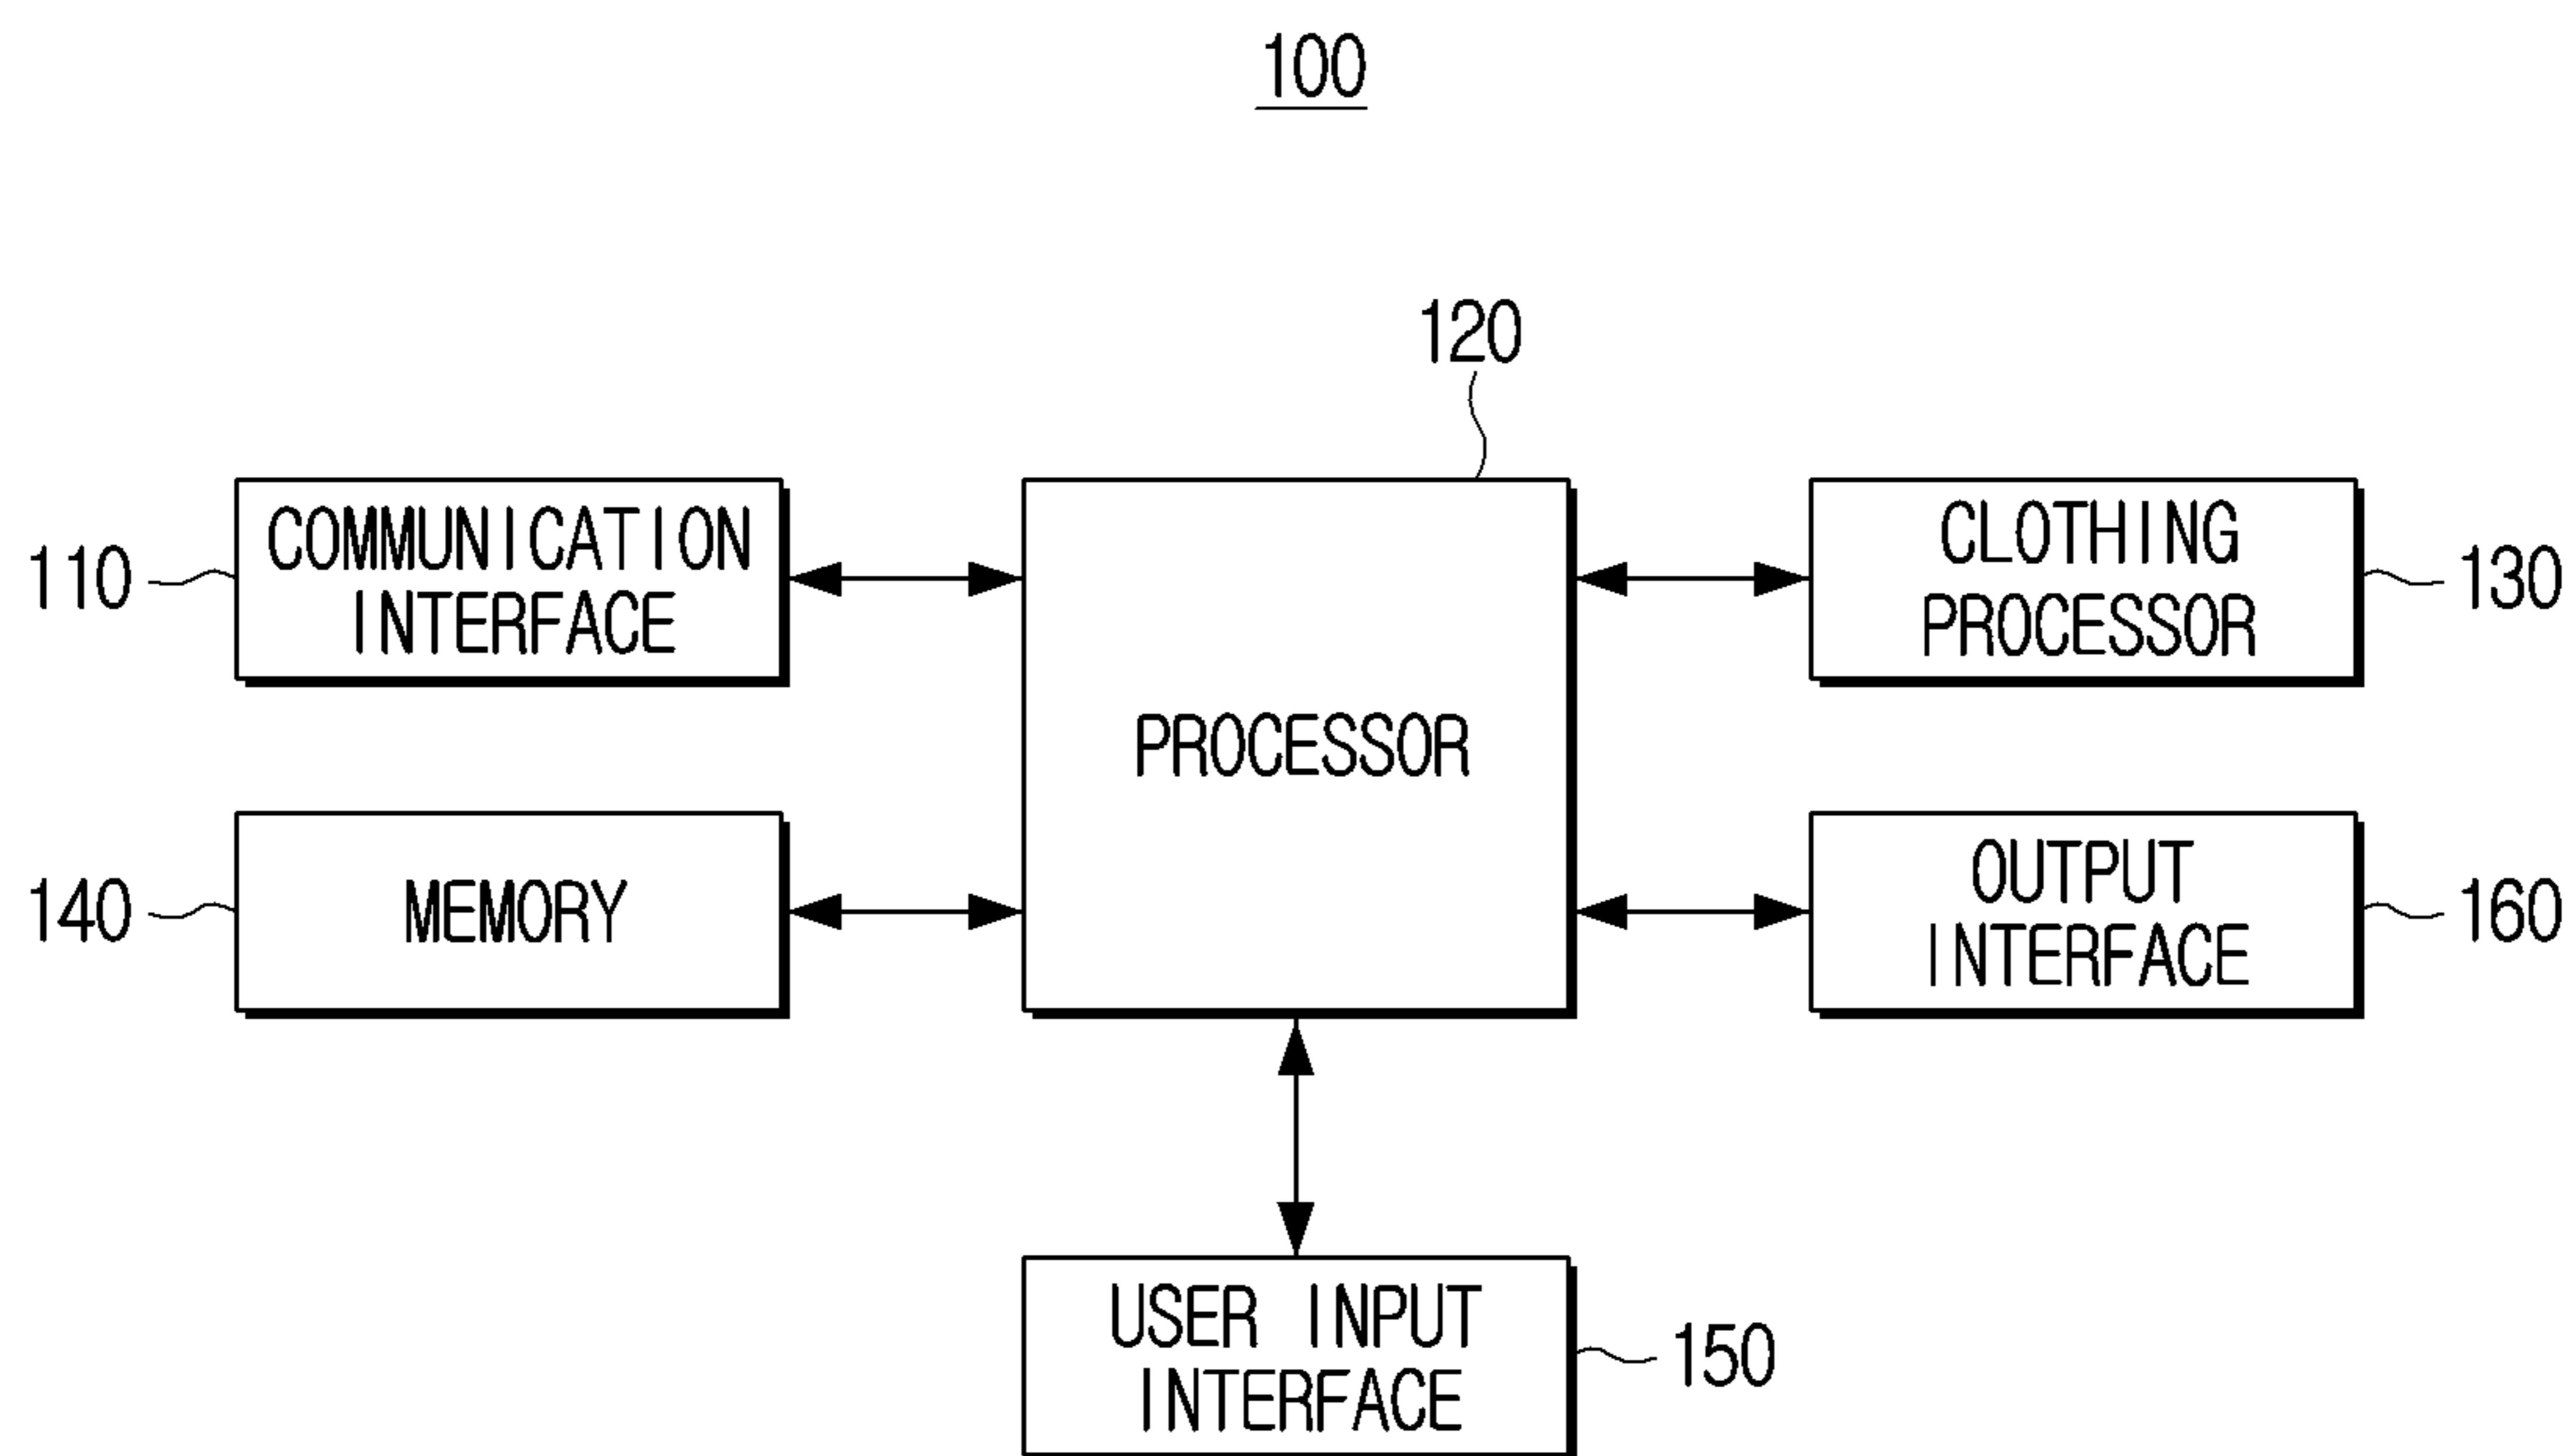 100
120
110
COMMUNICATION
INTERFACE
PROCESSOR
CLOTHING
PROCESSOR
130
140
MEMORY
OUTPUT
INTERFACE
160
USER INPUT
INTERFACE
150